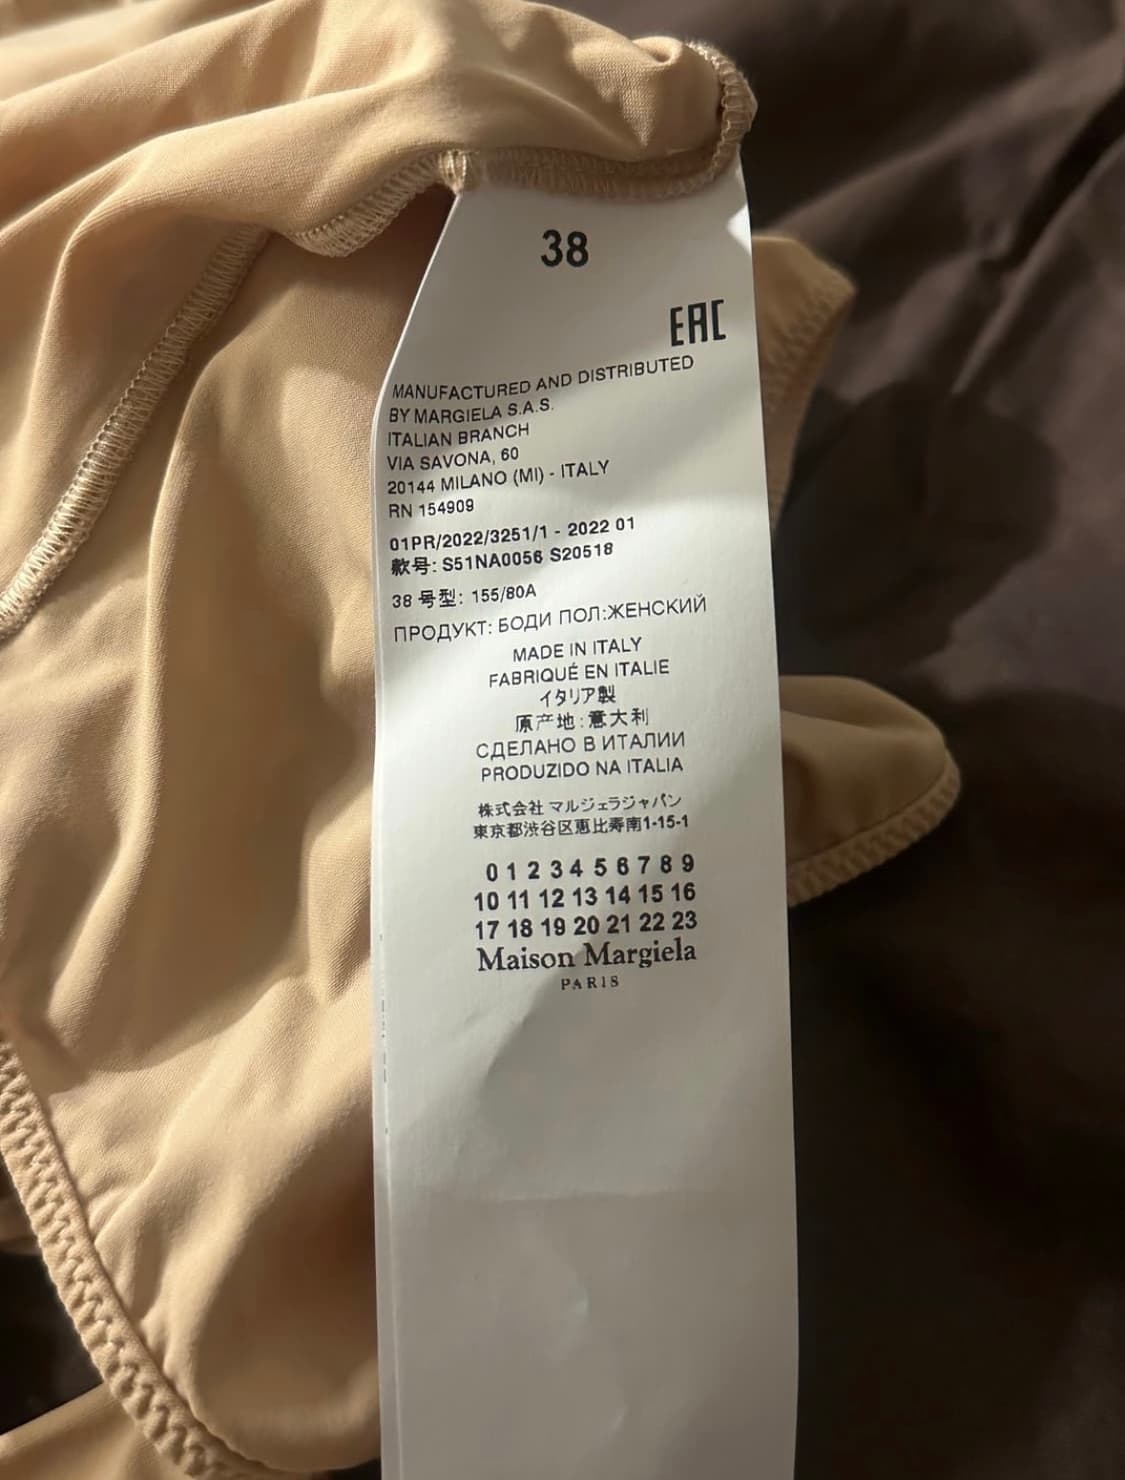 38
EAC
MANUFACTURED AND DISTRIBUTED
BY MARGIELA S.A.S.
ITALIAN BRANCH
VIA SAVONA, 60
20144 MILANO (MI) - ITALY
RN 154909
01PR/2022/3251/1 - 2022 01
款号: S51NA0056 S20518
38 号型: 155/80A
ПРОДУКТ: БОДИ ПОЛ:ЖЕНСКИЙ
MADE IN ITALY
FABRIQUÉ EN ITALIE
イタリア製
原产地:意大利
СДЕЛАНО В ИТАЛИИ
PRODUZIDO NA ITALIA
株式会社 マルジェラジャパン
東京都渋谷区恵比寿南1-15-1
0 1 2 3 4 5 6 7 8 9
10 11 12 13 14 15 16
17 18 19 20 21 22 23
Maison Margiela
PARIS